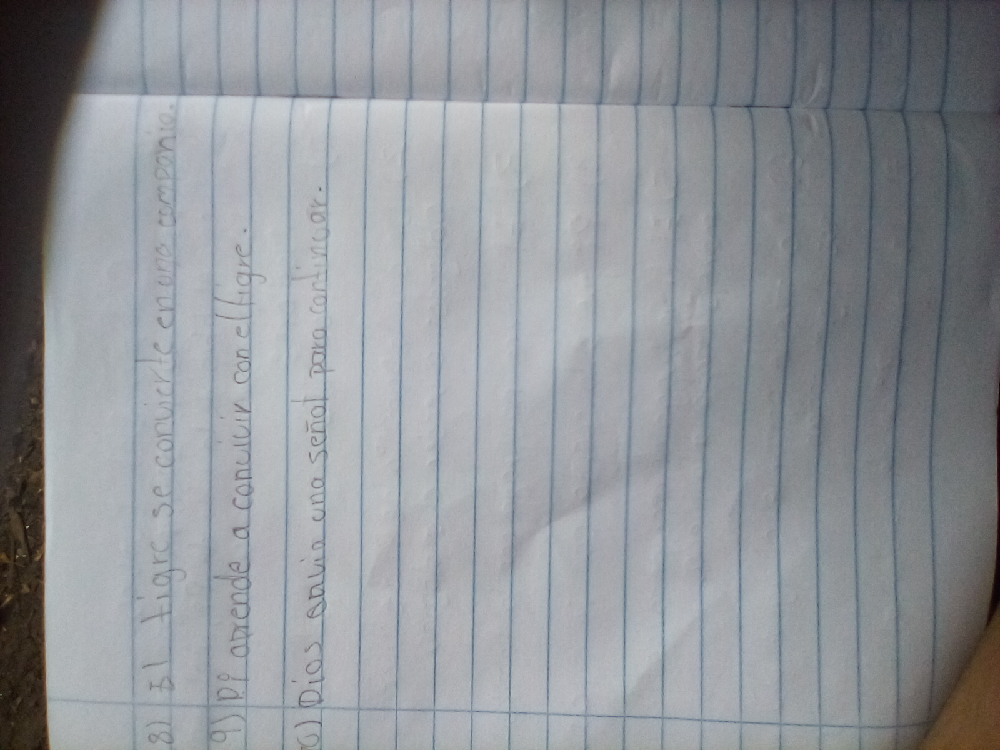 8) El tigre se convierte en una compania.
9) Pi aprende a convivir con el tigre.
10) Dios envia una señal para continuar.